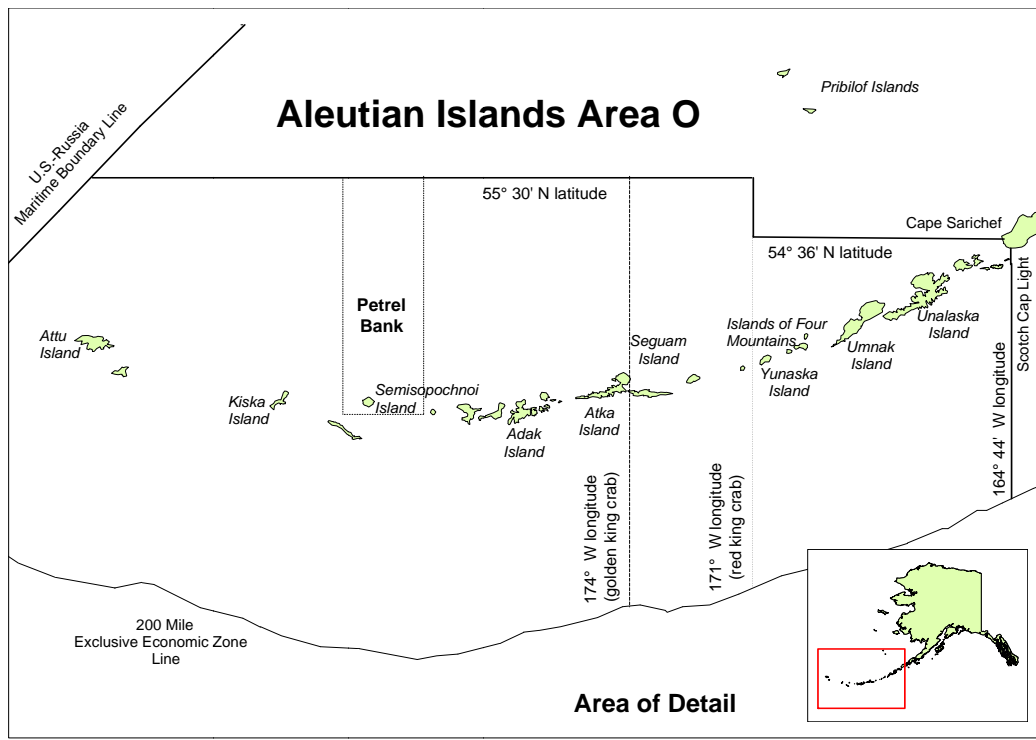 Pribilof Islands
Aleutian Islands Area O
U.S.-Russia
Maritime Boundary Line
55° 30' N latitude
Cape Sarichef
54° 36' N latitude
Scotch Cap Light
Petrel
Bank
Attu
Island
Unalaska
Island
Islands of Four
Mountains
Umnak
Island
Seguam
Island
Yunaska
Island
Kiska
Island
Semisopochnoi
Island
Adak
Island
Atka
Island
164° 44' W longitude
174° W longitude
(golden king crab)
171° W longitude
(red king crab)
200 Mile
Exclusive Economic Zone
Line
Area of Detail